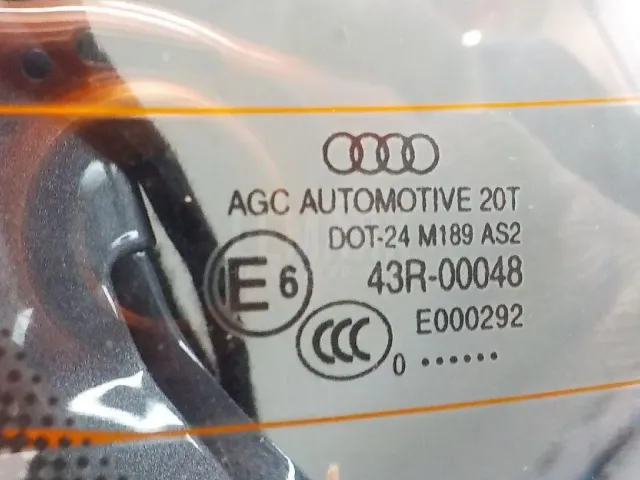 AGC AUTOMOTIVE 20T
DOT-24 M189 AS2
E6
43R-00048
E000292
CCC
0 ••••••